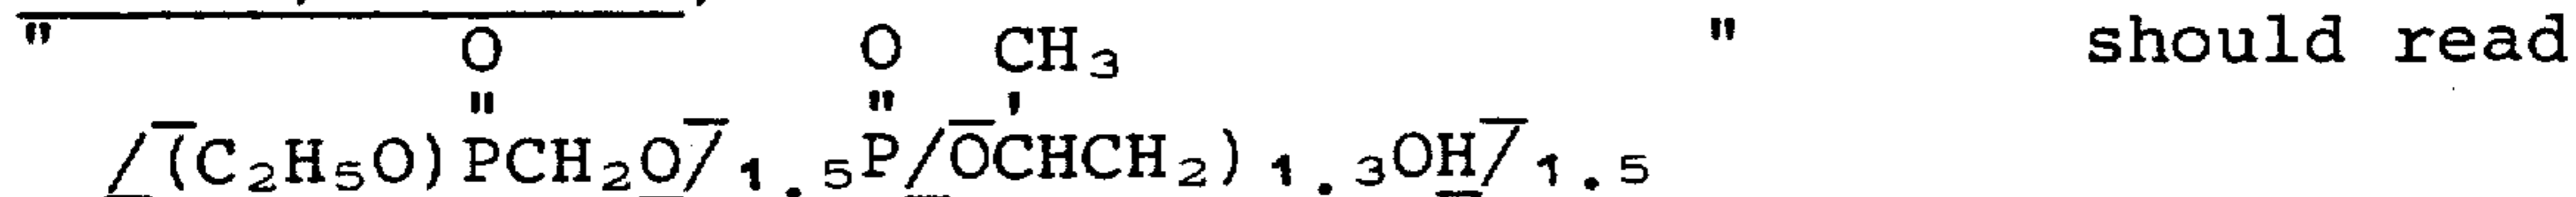 " O O CH₃ " should read
" " '
/̅(C₂H₅O)PCH₂O/̅₁.₅P/̅OCHCH₂)₁.₃OH/̅₁.₅